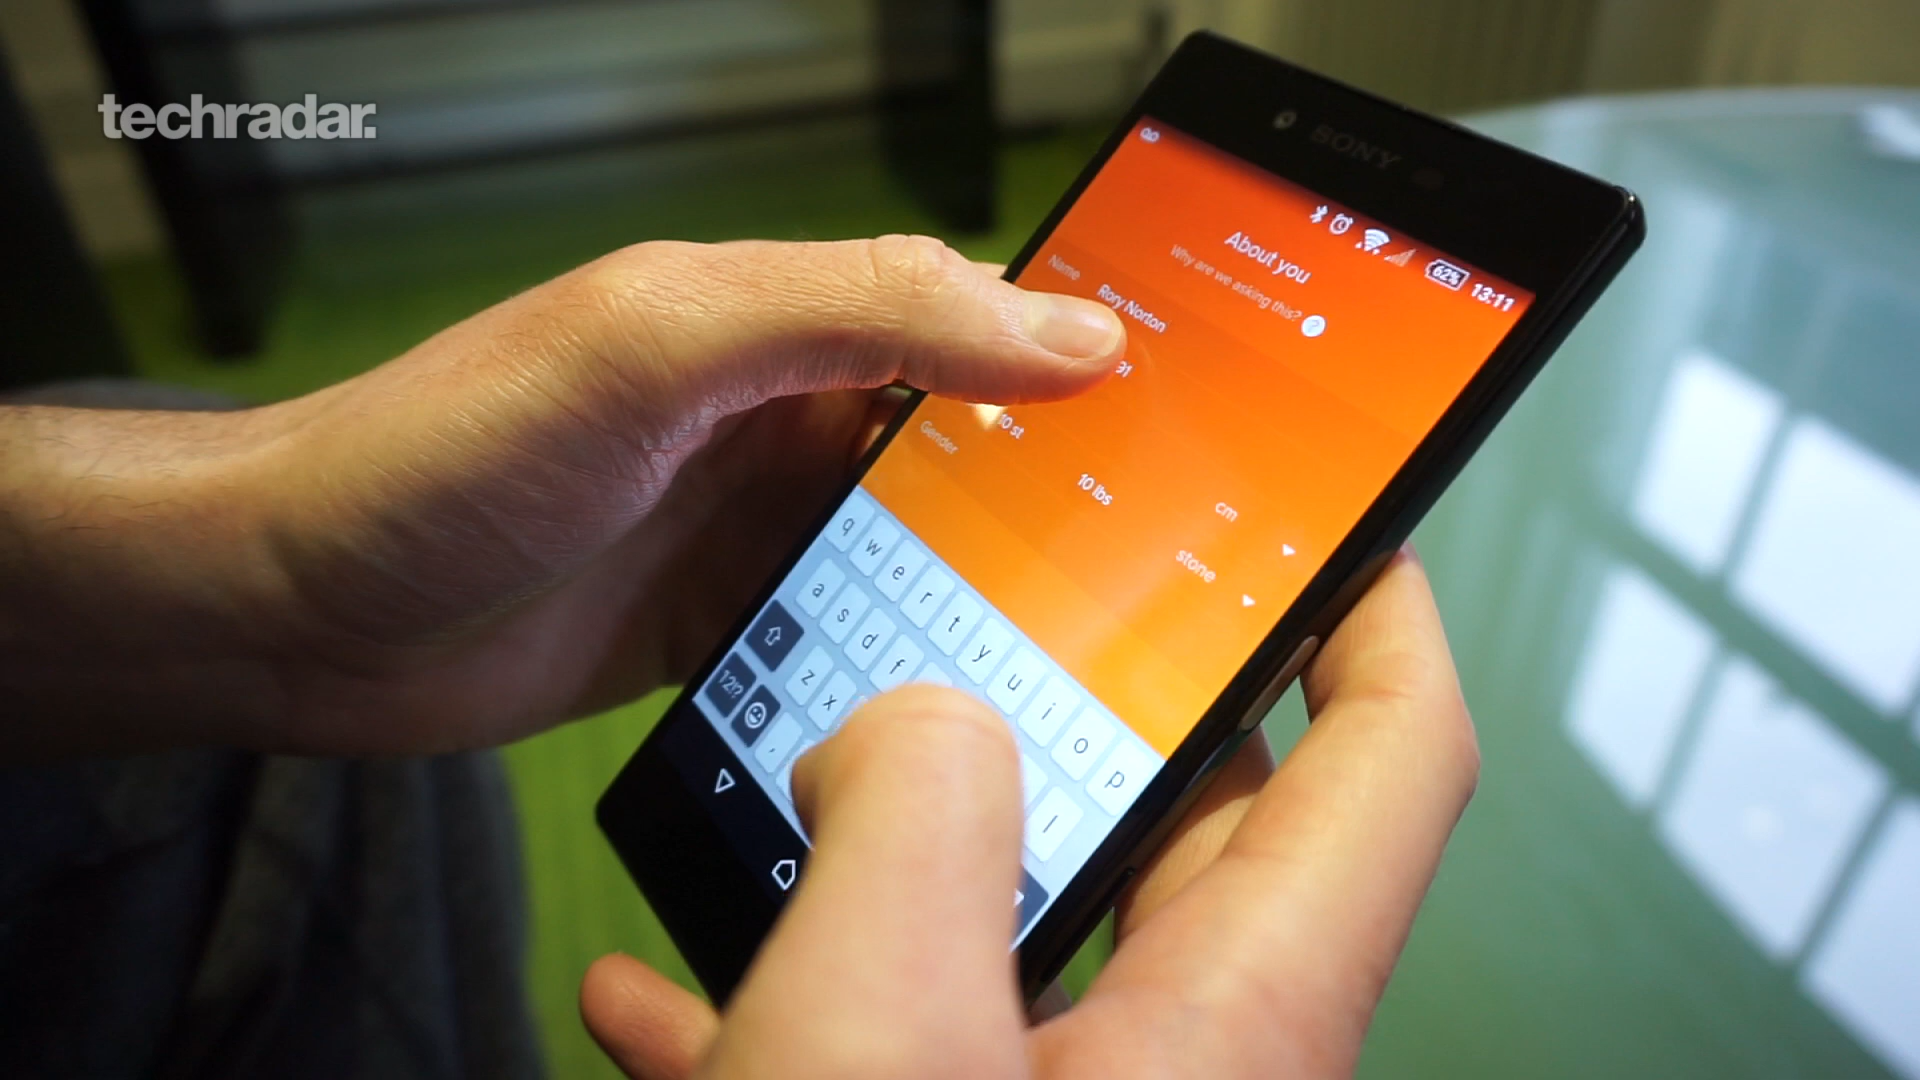 techradar.
SONY
62% 13:11
About you
Why are we asking this? ?
Name
Rory Norton
91
cm
10 st
10 lbs
stone
Gender
q w e r t y u i o p
a s d f l
z x
12!?
,